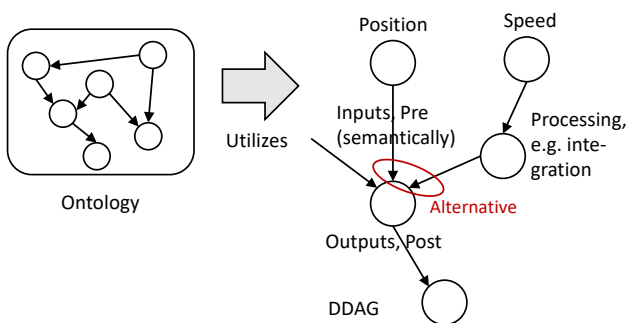 Position
Speed
Inputs, Pre
(semantically)
Utilizes
Processing,
e.g. inte-
gration
Ontology
Alternative
Outputs, Post
DDAG